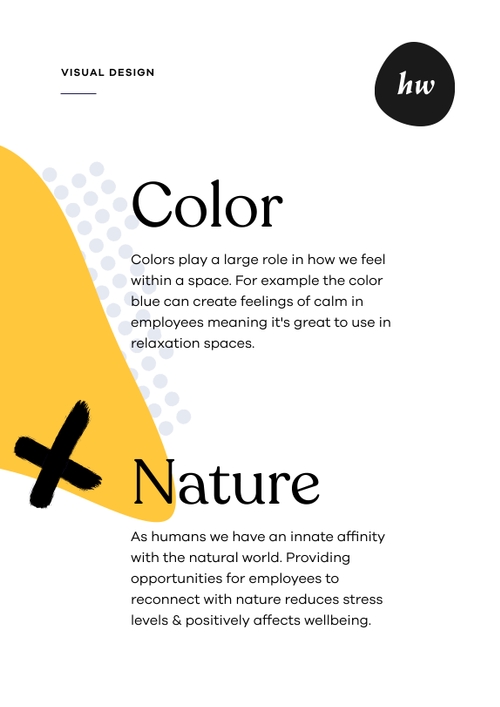 VISUAL DESIGN
hw
Color
Colors play a large role in how we feel
within a space. For example the color
blue can create feelings of calm in
employees meaning it's great to use in
relaxation spaces.
Nature
As humans we have an innate affinity
with the natural world. Providing
opportunities for employees to
reconnect with nature reduces stress
levels & positively affects wellbeing.